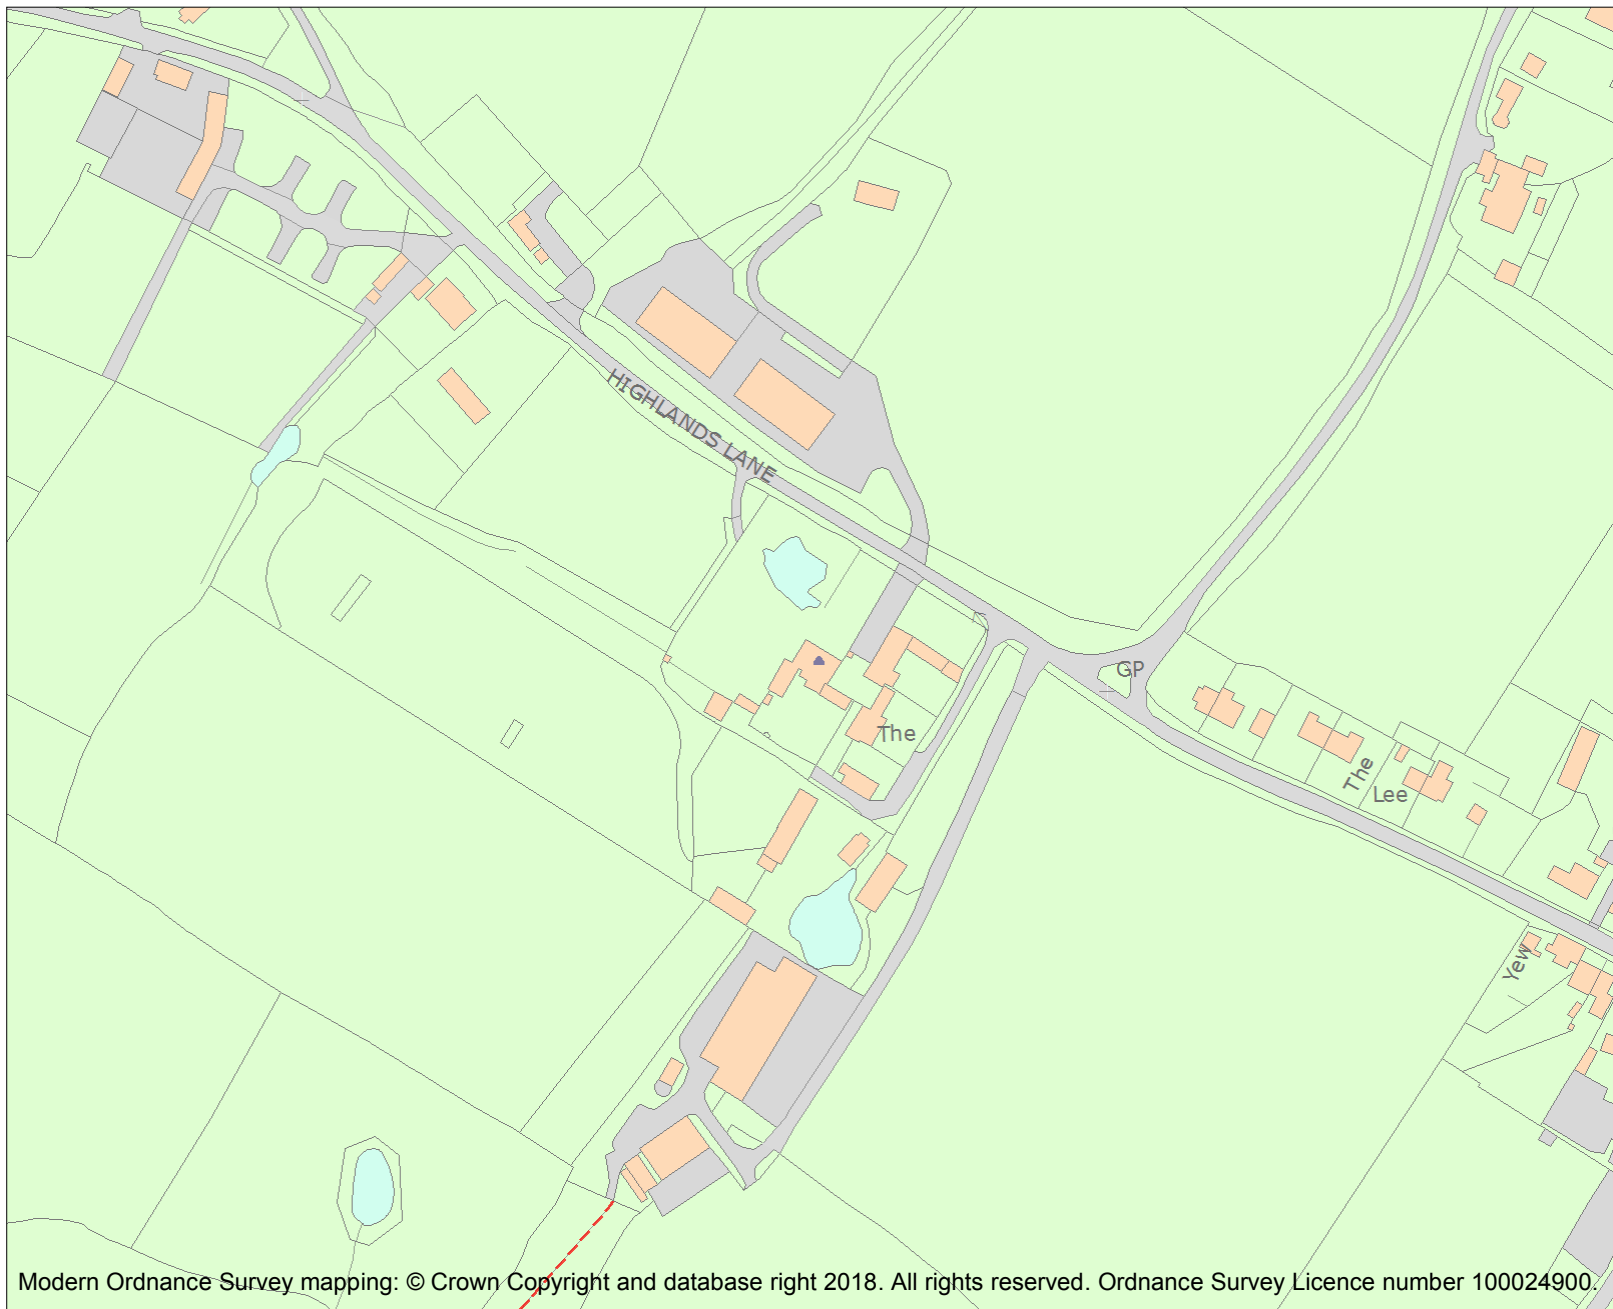 HIGHLANDS LANE
GP
The
The
Lee
Yew
Modern Ordnance Survey mapping: © Crown Copyright and database right 2018. All rights reserved. Ordnance Survey Licence number 100024900.